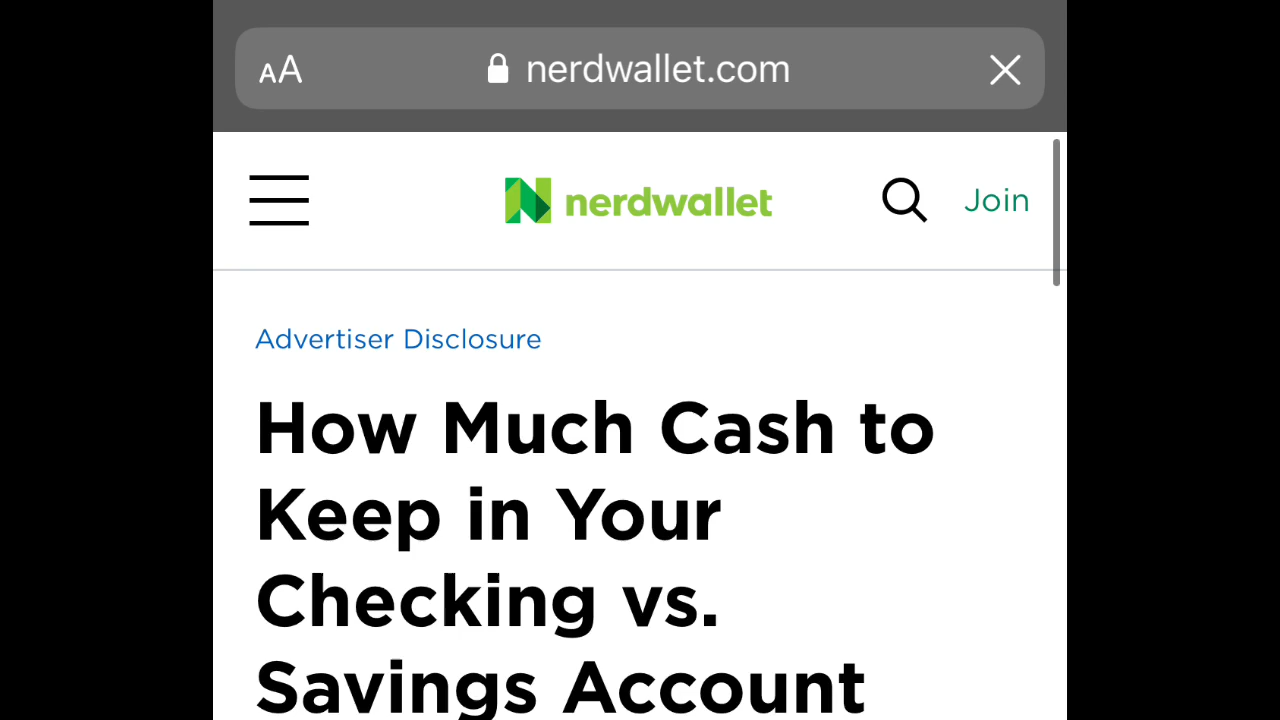 AA nerdwallet.com
nerdwallet Join
Advertiser Disclosure
How Much Cash to
Keep in Your
Checking vs.
Savings Account